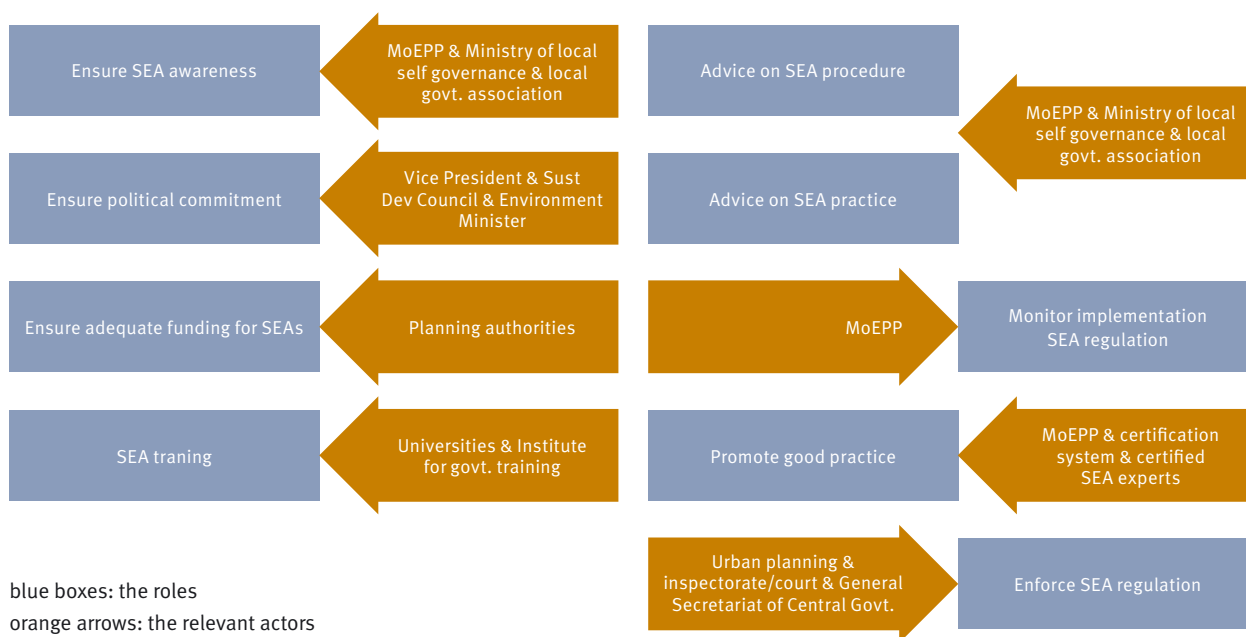 Ensure SEA awareness
MoEPP & Ministry of local
self governance & local
govt. association
Advice on SEA procedure
MoEPP & Ministry of local
self governance & local
govt. association
Ensure political commitment
Vice President & Sust
Dev Council & Environment
Minister
Advice on SEA practice
Ensure adequate funding for SEAs
Planning authorities
MoEPP
Monitor implementation
SEA regulation
SEA traning
Universities & Institute
for govt. training
Promote good practice
MoEPP & certification
system & certified
SEA experts
Urban planning &
inspectorate/court & General
Secretariat of Central Govt.
Enforce SEA regulation
blue boxes: the roles
orange arrows: the relevant actors